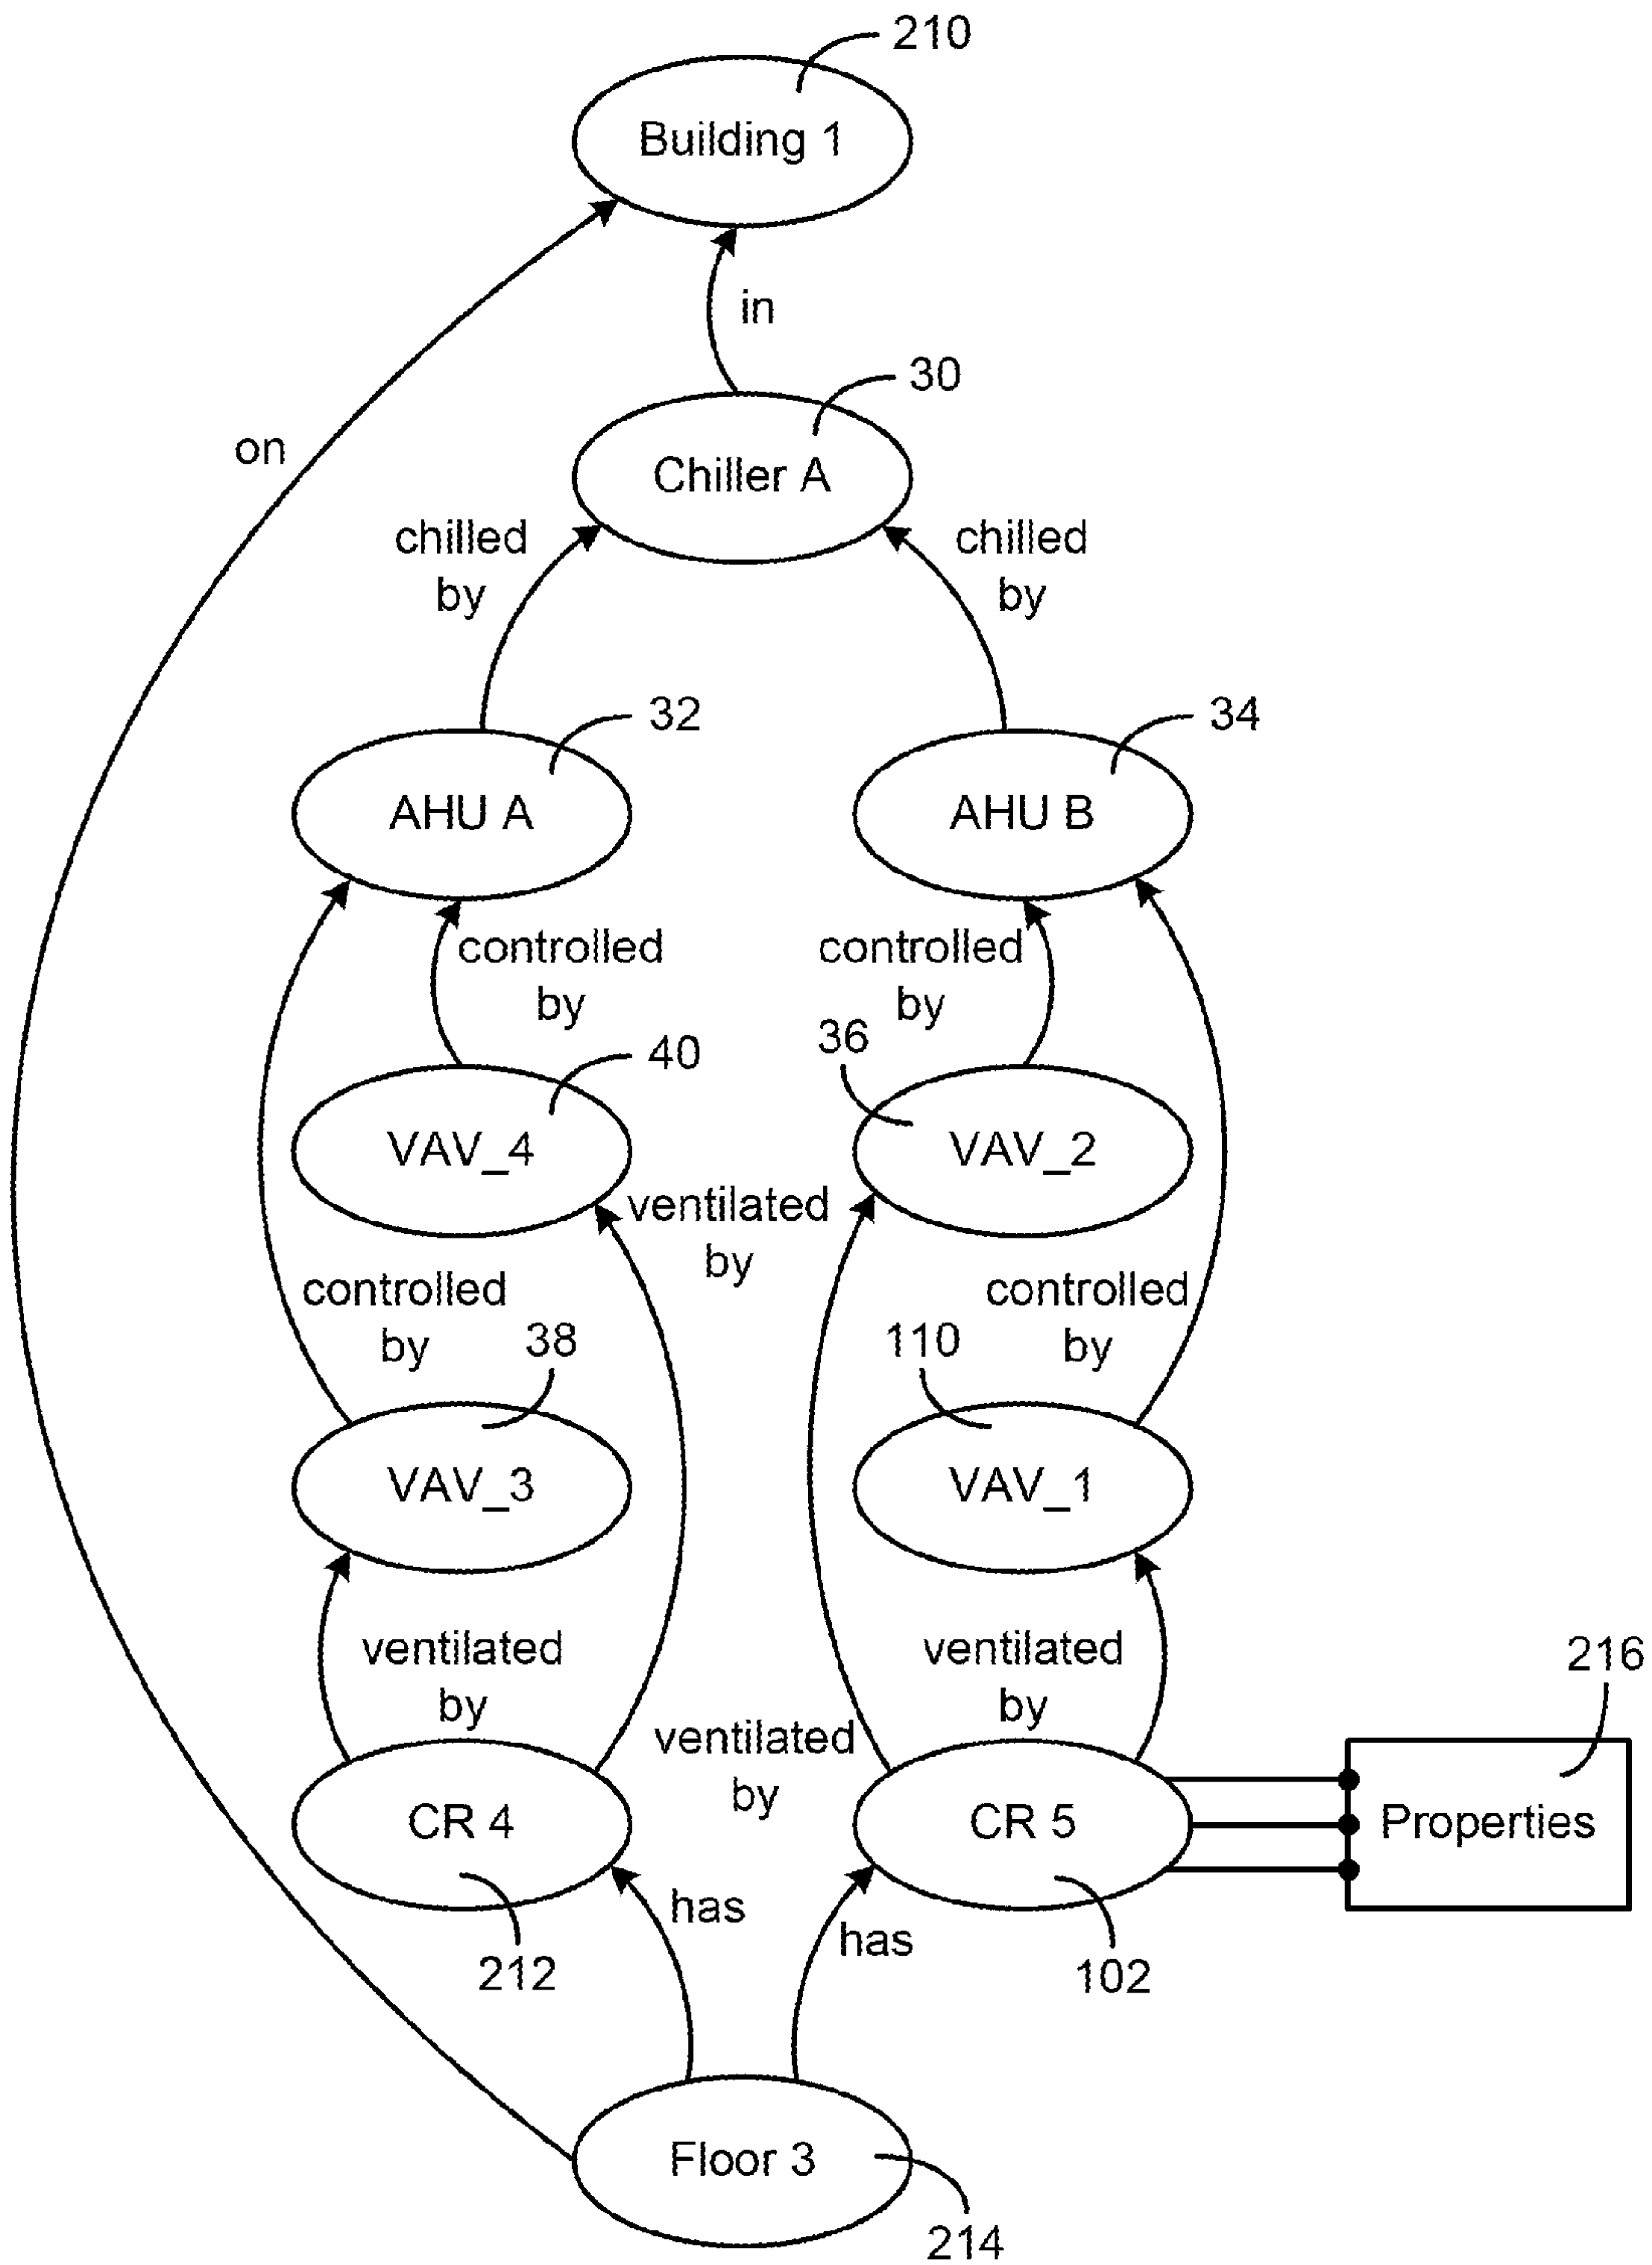 210
Building 1
in
30
on
Chiller A
chilled
by
chilled
by
32
34
AHU A
AHU B
controlled
by
controlled
by
36
40
VAV_4
VAV_2
ventilated
by
controlled
by
controlled
by
38
110
VAV_3
VAV_1
ventilated
by
ventilated
by
216
ventilated
by
CR 4
CR 5
Properties
has
has
212
102
Floor 3
214